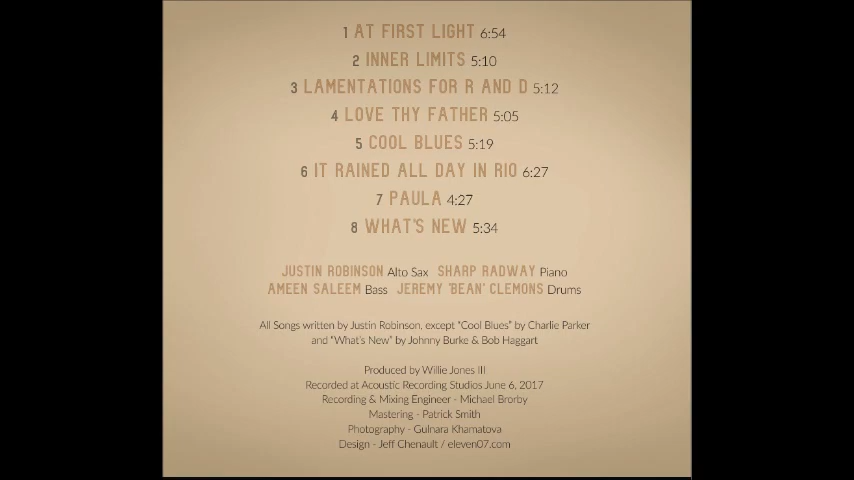 1 AT FIRST LIGHT 6:54
2 INNER LIMITS 5:10
3 LAMENTATIONS FOR R AND D 5:12
4 LOVE THY FATHER 5:05
5 COOL BLUES 5:19
6 IT RAINED ALL DAY IN RIO 6:27
7 PAULA 4:27
8 WHAT'S NEW 5:34
JUSTIN ROBINSON Alto Sax SHARP RADWAY Piano
AMEEN SALEEM Bass JEREMY 'BEAN' CLEMONS Drums
All Songs written by Justin Robinson, except "Cool Blues" by Charlie Parker
and "What's New" by Johnny Burke & Bob Haggart
Produced by Willie Jones III
Recorded at Acoustic Recording Studios June 6, 2017
Recording & Mixing Engineer - Michael Brorby
Mastering - Patrick Smith
Photography - Gulnara Khamatova
Design - Jeff Chenault / eleven07.com